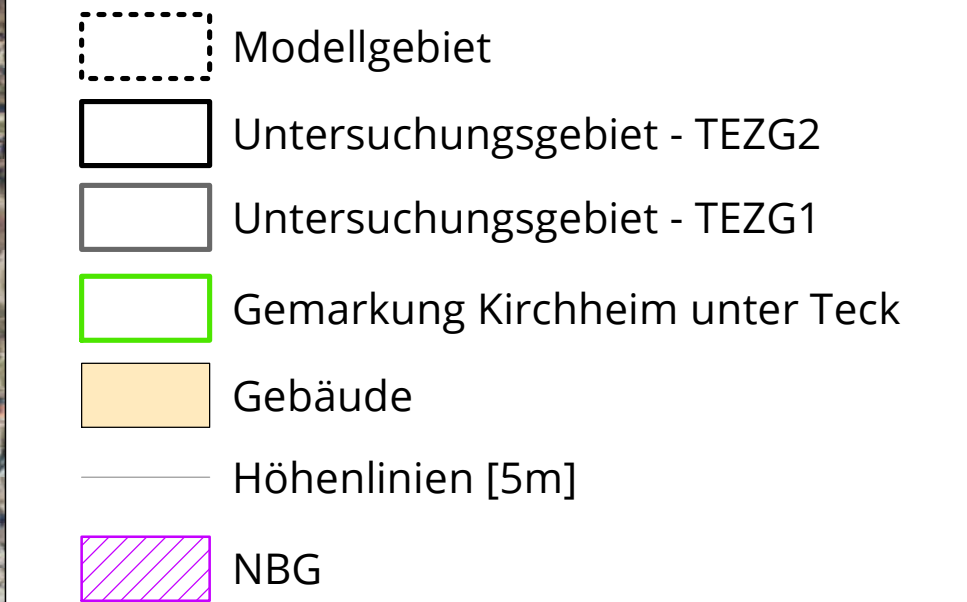 Modellgebiet
Untersuchungsgebiet - TEZG2
Untersuchungsgebiet - TEZG1
Gemarkung Kirchheim unter Teck
Gebäude
Höhenlinien [5m]
NBG